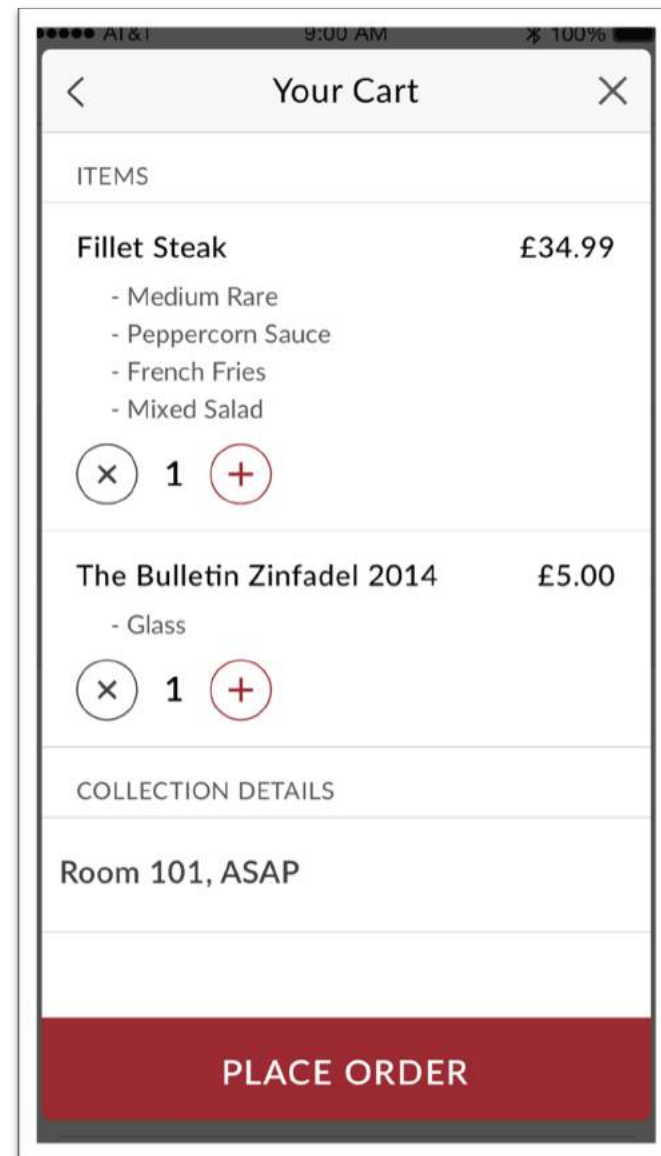 ●●●●● AT&T 9:00 AM 100%
Your Cart
ITEMS
Fillet Steak £34.99
- Medium Rare
- Peppercorn Sauce
- French Fries
- Mixed Salad
1
The Bulletin Zinfadel 2014 £5.00
- Glass
1
COLLECTION DETAILS
Room 101, ASAP
PLACE ORDER